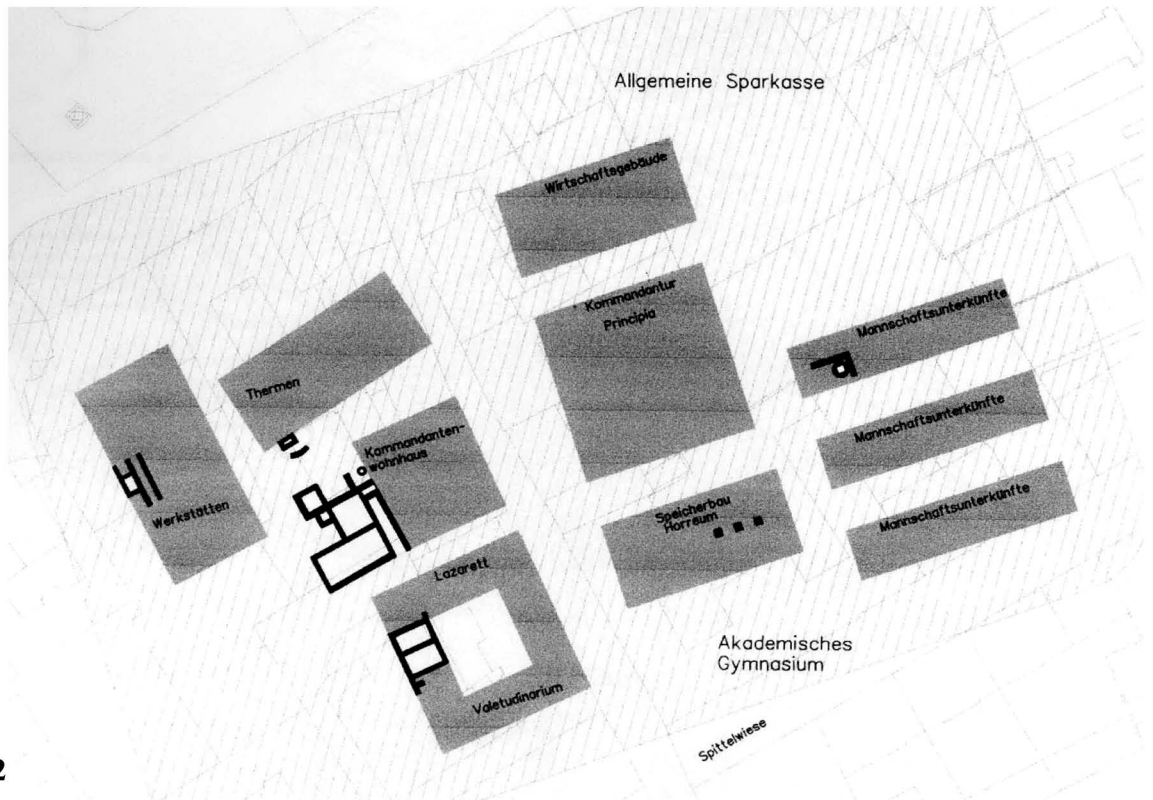 Allgemeine Sparkasse
Wirtschaftsgebäude
Kommandantur
Principia
Mannschaftsunterkünfte
Thermen
Mannschaftsunterkünfte
Kommandanten-
wohnhaus
Werkstätten
Speicherbau
Horreum
Mannschaftsunterkünfte
Lazarett
Akademisches
Gymnasium
Valetudinarium
Spittelwiese
2